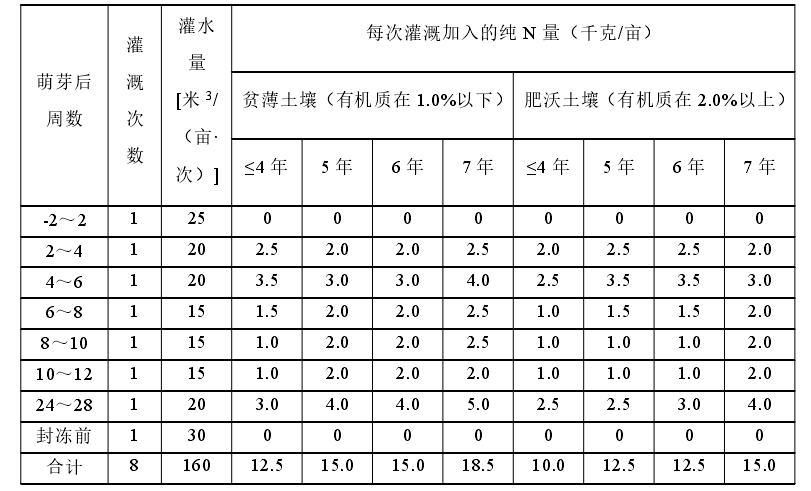 萌芽后周数 灌溉次数 灌水量[米3/（亩·次）] 每次灌溉加入的纯N量（千克/亩）
贫薄土壤（有机质在1.0%以下） 肥沃土壤（有机质在2.0%以上）
≤4年 5年 6年 7年 ≤4年 5年 6年 7年
-2～2 1 25 0 0 0 0 0 0 0 0
2～4 1 20 2.5 2.0 2.0 2.5 2.0 2.5 2.5 2.0
4～6 1 20 3.5 3.0 3.0 4.0 2.5 3.5 3.5 3.0
6～8 1 15 1.5 2.0 2.0 2.5 1.0 1.5 1.5 2.0
8～10 1 15 1.0 2.0 2.0 2.5 1.0 1.0 1.0 2.0
10～12 1 15 1.0 2.0 2.0 2.0 1.0 1.0 1.0 2.0
24～28 1 20 3.0 4.0 4.0 5.0 2.5 2.5 3.0 4.0
封冻前 1 30 0 0 0 0 0 0 0 0
合计 8 160 12.5 15.0 15.0 18.5 10.0 12.5 12.5 15.0